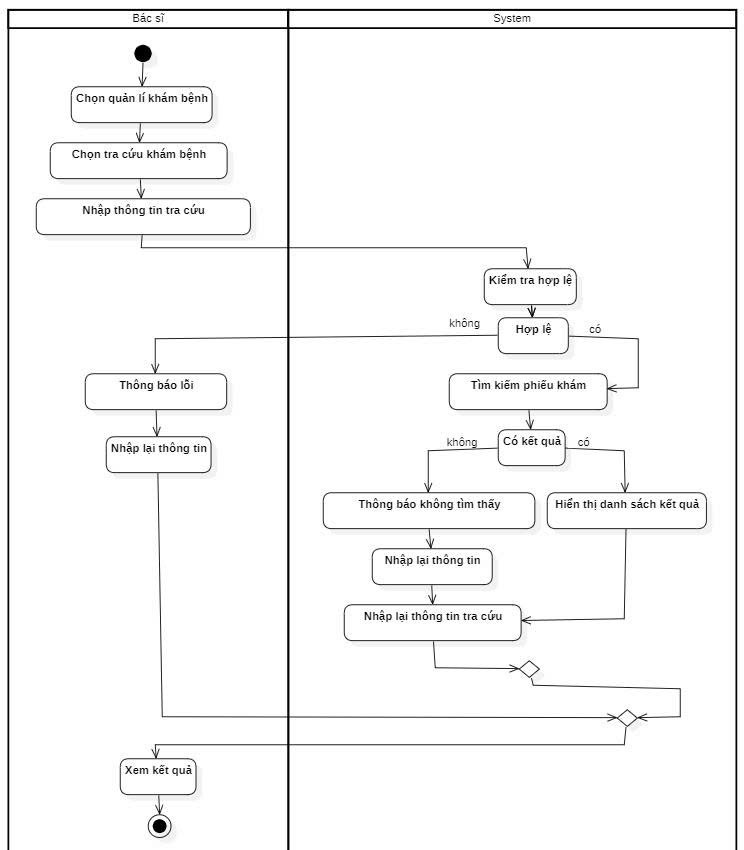 Bác sĩ
System
Chọn quản lí khám bệnh
Chọn tra cứu khám bệnh
Nhập thông tin tra cứu
Kiểm tra hợp lệ
không
Hợp lệ
có
Thông báo lỗi
Tìm kiếm phiếu khám
Nhập lại thông tin
không
Có kết quả
có
Thông báo không tìm thấy
Hiển thị danh sách kết quả
Nhập lại thông tin
Nhập lại thông tin tra cứu
Xem kết quả